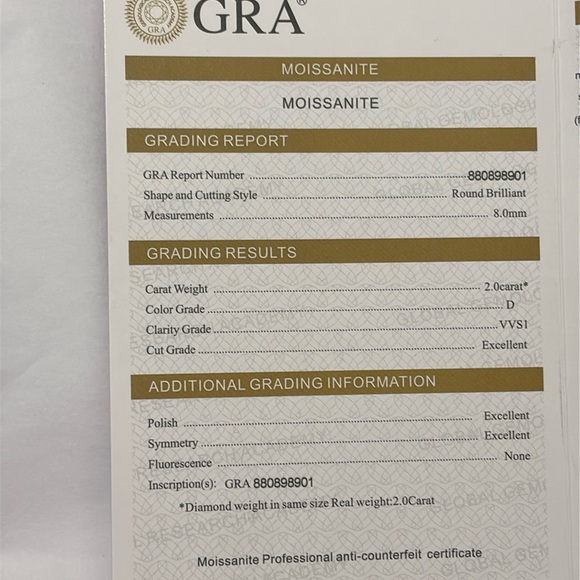 GRA®
GRA
MOISSANITE
MOISSANITE
GRADING REPORT
GRA Report Number ........ 880898901
Shape and Cutting Style ........ Round Brilliant
Measurements ........ 8.0mm
GRADING RESULTS
Carat Weight ........ 2.0carat*
Color Grade ........ D
Clarity Grade ........ VVS1
Cut Grade ........ Excellent
ADDITIONAL GRADING INFORMATION
Polish ........ Excellent
Symmetry ........ Excellent
Fluorescence ........ None
Inscription(s): GRA 880898901
*Diamond weight in same size Real weight:2.0Carat
Moissanite Professional anti-counterfeit certificate